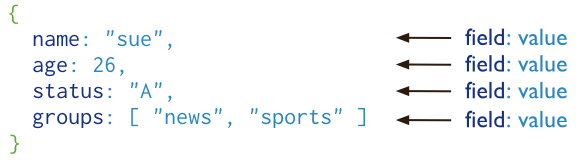 {
name: "sue", field: value
age: 26, field: value
status: "A", field: value
groups: [ "news", "sports" ] field: value
}